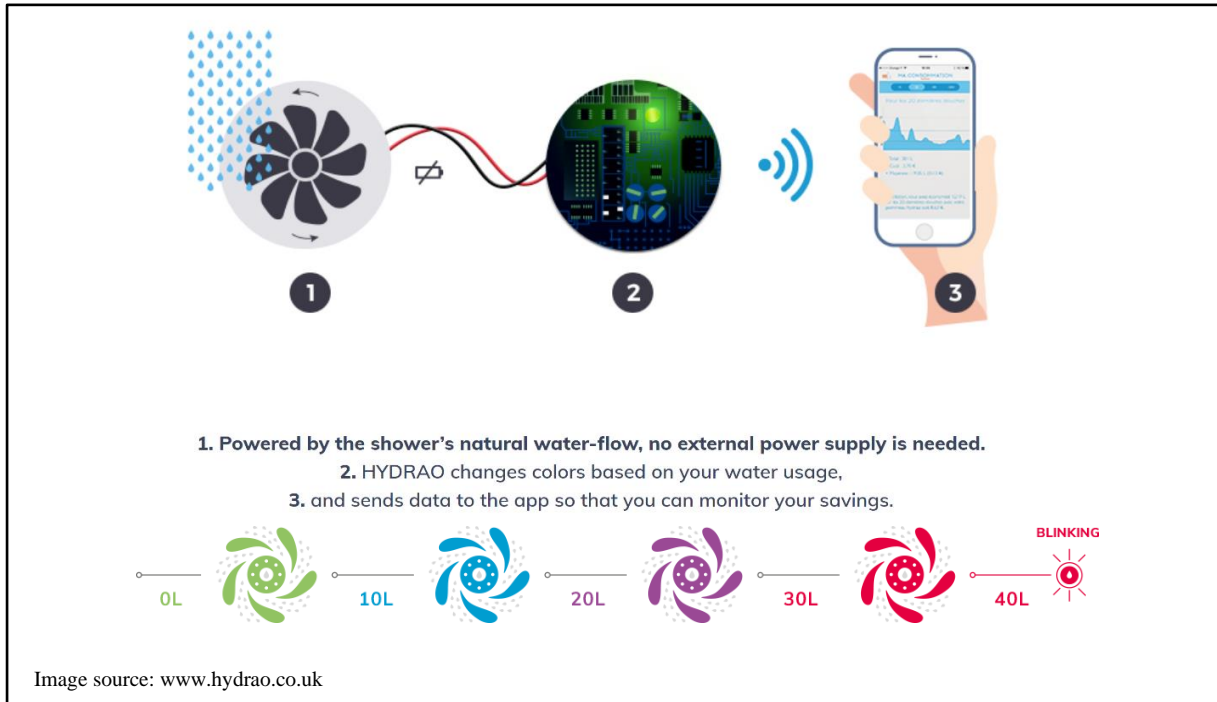 MA CONSOMMATION
1
2
3
1. Powered by the shower's natural water-flow, no external power supply is needed.
2. HYDRAO changes colors based on your water usage,
3. and sends data to the app so that you can monitor your savings.
BLINKING
0L
10L
20L
30L
40L
Image source: www.hydrao.co.uk